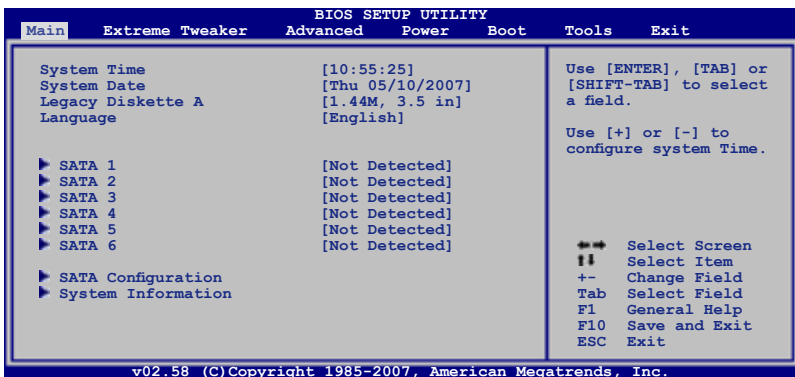 BIOS SETUP UTILITY
Main Extreme Tweaker Advanced Power Boot Tools Exit
System Time [10:55:25]
System Date [Thu 05/10/2007]
Legacy Diskette A [1.44M, 3.5 in]
Language [English]
SATA 1 [Not Detected]
SATA 2 [Not Detected]
SATA 3 [Not Detected]
SATA 4 [Not Detected]
SATA 5 [Not Detected]
SATA 6 [Not Detected]
SATA Configuration
System Information
Use [ENTER], [TAB] or
[SHIFT-TAB] to select
a field.
Use [+] or [-] to
configure system Time.
Select Screen
Select Item
+- Change Field
Tab Select Field
F1 General Help
F10 Save and Exit
ESC Exit
v02.58 (C)Copyright 1985-2007, American Megatrends, Inc.